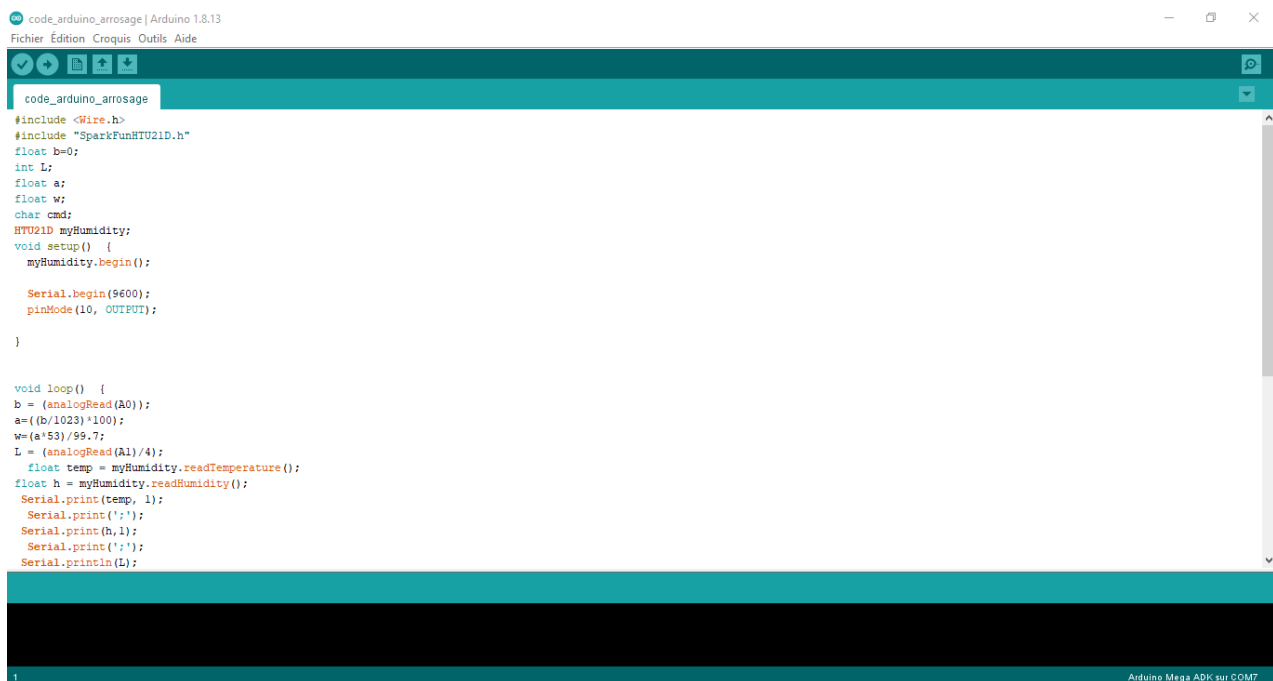 code_arduino_arrosage | Arduino 1.8.13
Fichier Édition Croquis Outils Aide
code_arduino_arrosage
#include <Wire.h>
#include "SparkFunHTU21D.h"
float b=0;
int L;
float a;
float w;
char cmd;
HTU21D myHumidity;
void setup()  {
  myHumidity.begin();
  Serial.begin(9600);
  pinMode(10, OUTPUT);
}
void loop()  {
b = (analogRead(A0));
a=((b/1023)*100);
w=(a*53)/99.7;
L = (analogRead(A1)/4);
  float temp = myHumidity.readTemperature();
float h = myHumidity.readHumidity();
 Serial.print(temp, 1);
  Serial.print(';');
 Serial.print(h,1);
  Serial.print(';');
 Serial.println(L);
1
Arduino Mega ADK sur COM7